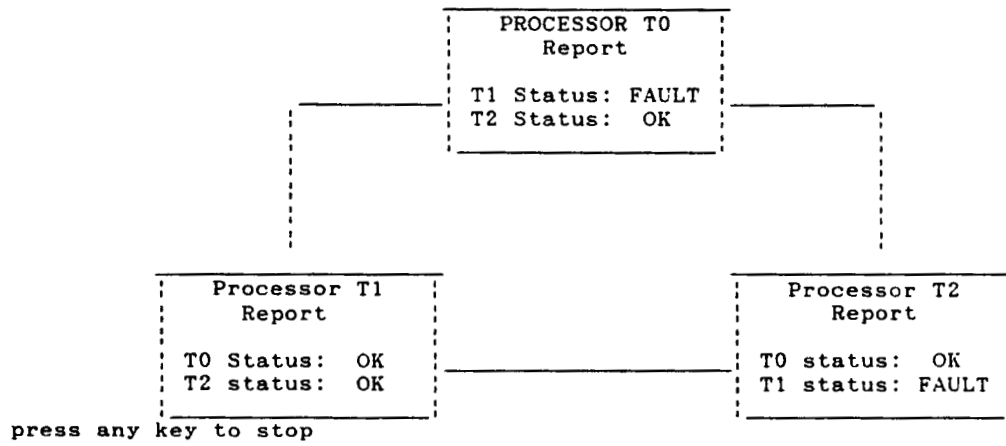 PROCESSOR T0
Report
T1 Status: FAULT
T2 Status: OK
Processor T1
Report
T0 Status: OK
T2 status: OK
Processor T2
Report
T0 status: OK
T1 status: FAULT
press any key to stop